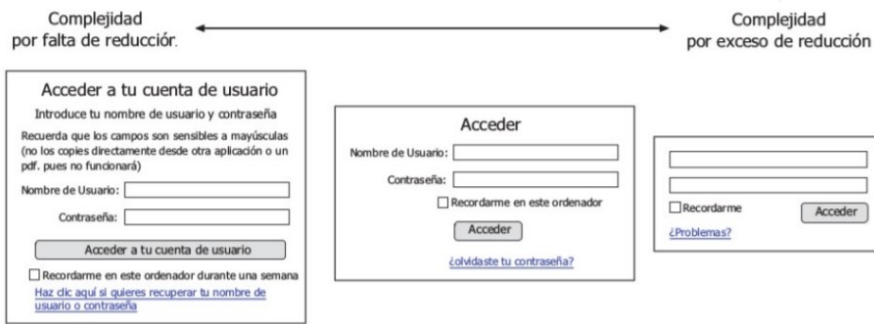 Complejidad
por falta de reducciór.
Complejidad
por exceso de reducción
Acceder a tu cuenta de usuario
Introduce tu nombre de usuario y contraseña
Recuerda que los campos son sensibles a mayúsculas
(no los copies directamente desde otra aplicación o un
pdf. pues no funcionará)
Nombre de Usuario:
Contraseña:
Acceder a tu cuenta de usuario
Recordarme en este ordenador durante una semana
Haz clic aquí si quieres recuperar tu nombre de
usuario o contraseña
Acceder
Nombre de Usuario:
Contraseña:
Recordarme en este ordenador
Acceder
¿olvidaste tu contraseña?
Recordarme
Acceder
¿Problemas?